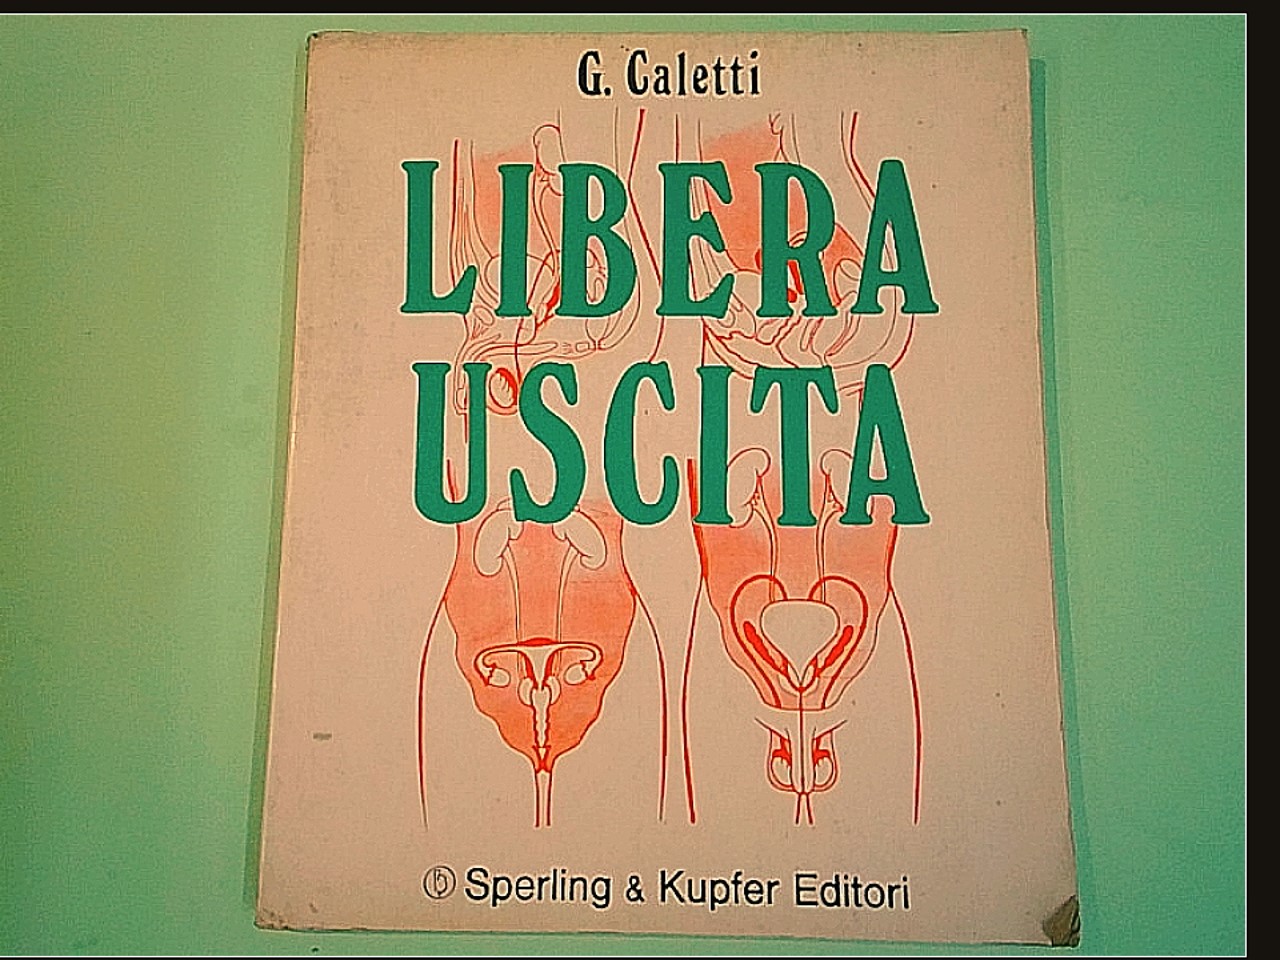 G. Caletti
LIBERA
USCITA
Sperling & Kupfer Editori